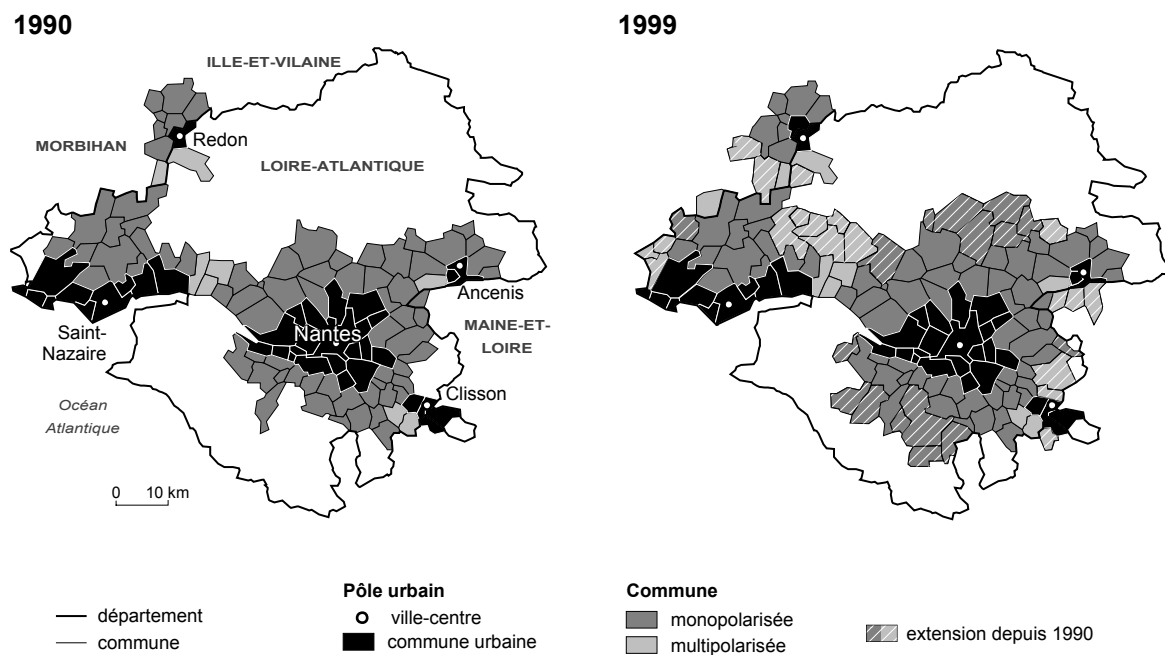 1990
1999
ILLE-ET-VILAINE
MORBIHAN
Redon
LOIRE-ATLANTIQUE
Ancenis
Saint-
Nazaire
Nantes
MAINE-ET-
LOIRE
Clisson
Océan
Atlantique
0 10 km
département
commune
Pôle urbain
ville-centre
commune urbaine
Commune
monopolarisée
multipolarisée
extension depuis 1990